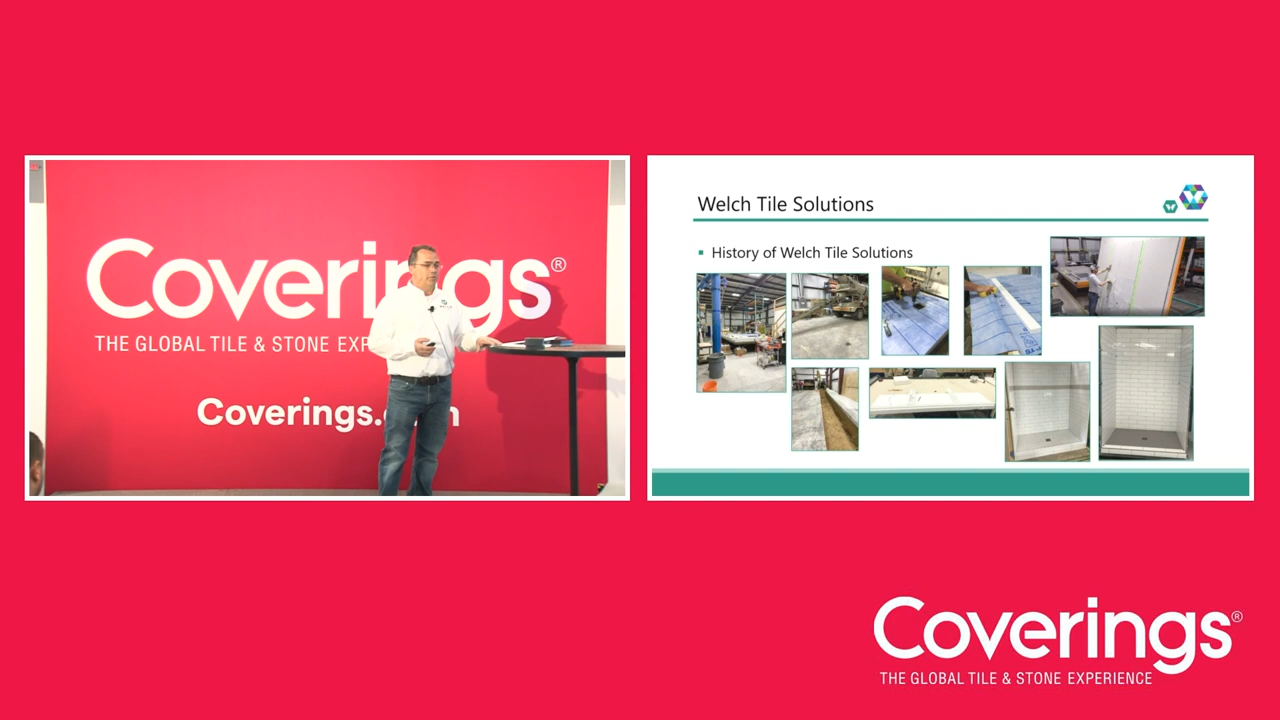 Coverings®
THE GLOBAL TILE & STONE EXP
Coverings.
Welch Tile Solutions
▪ History of Welch Tile Solutions
Coverings®
THE GLOBAL TILE & STONE EXPERIENCE